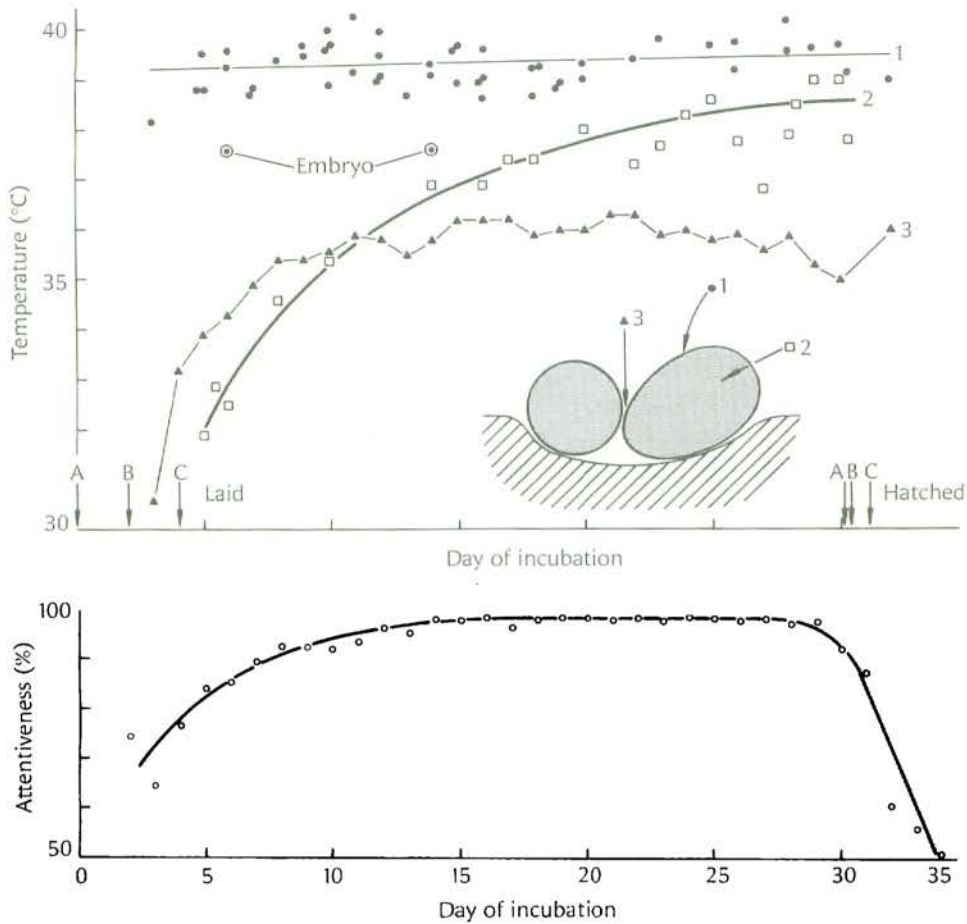 40
1
2
Embryo
Temperature (°C)
35
3
1
3
2
A B C Laid
A B C Hatched
30
Day of incubation
100
Attentiveness (%)
50
0 5 10 15 20 25 30 35
Day of incubation